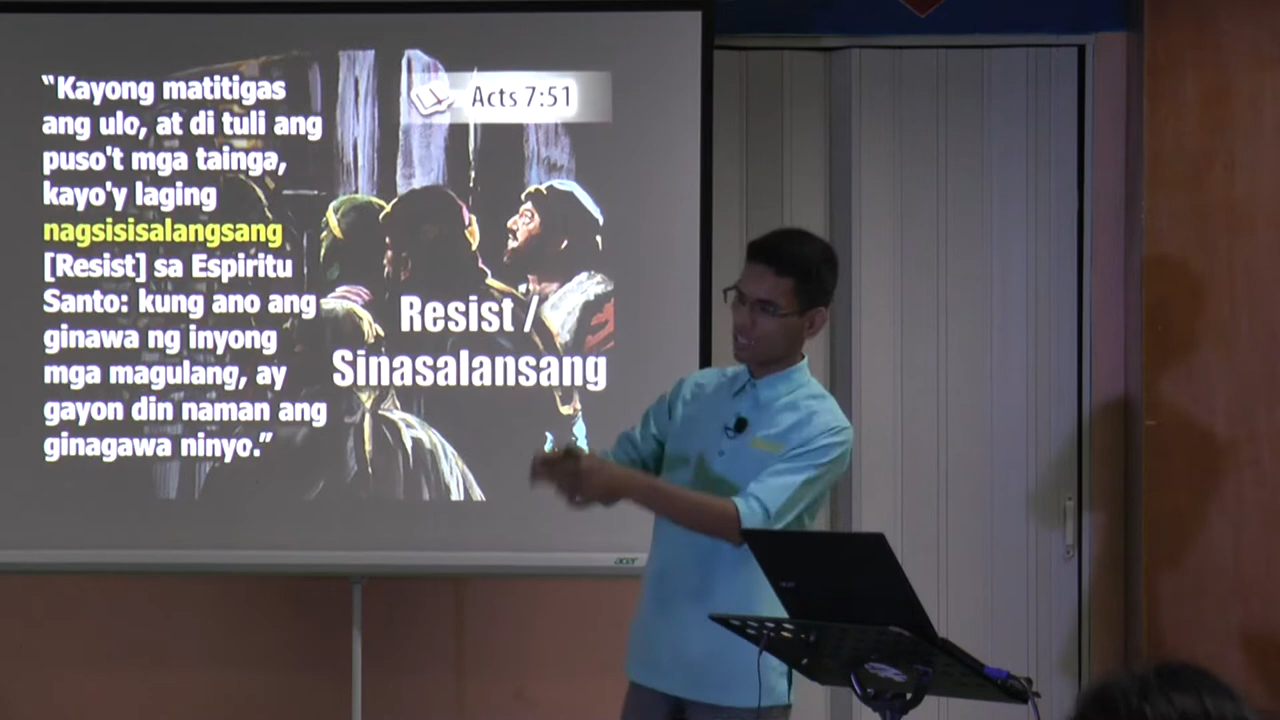 “Kayong matitigas
ang ulo, at di tuli ang
puso't mga tainga,
kayo'y laging
nagsisisalangsang
[Resist] sa Espiritu
Santo: kung ano ang
ginawa ng inyong
mga magulang, ay
gayon din naman ang
ginagawa ninyo.”
Acts 7:51
Resist /
Sinasalansang
acer